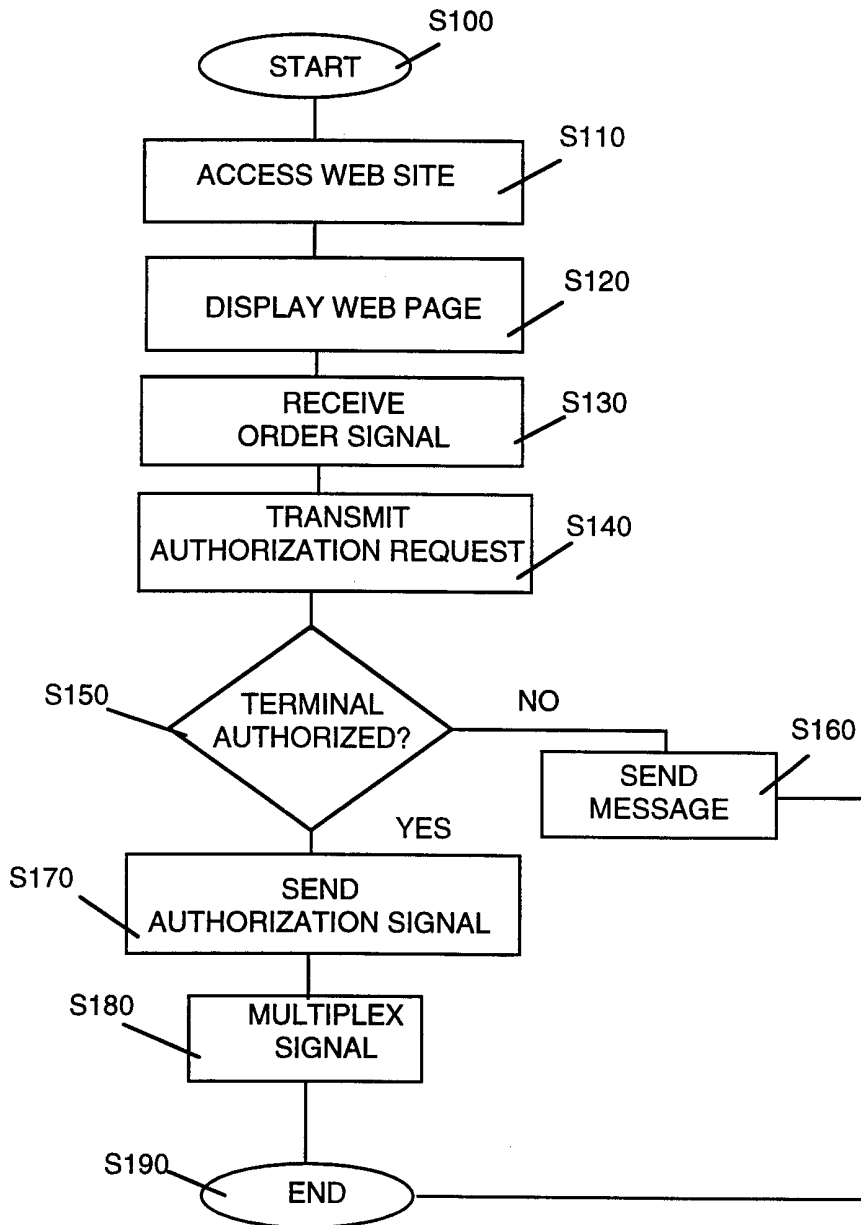 S100
START
S110
ACCESS WEB SITE
S120
DISPLAY WEB PAGE
S130
RECEIVE
ORDER SIGNAL
S140
TRANSMIT
AUTHORIZATION REQUEST
S150
TERMINAL
AUTHORIZED?
NO
S160
SEND
MESSAGE
YES
S170
SEND
AUTHORIZATION SIGNAL
S180
MULTIPLEX
SIGNAL
S190
END